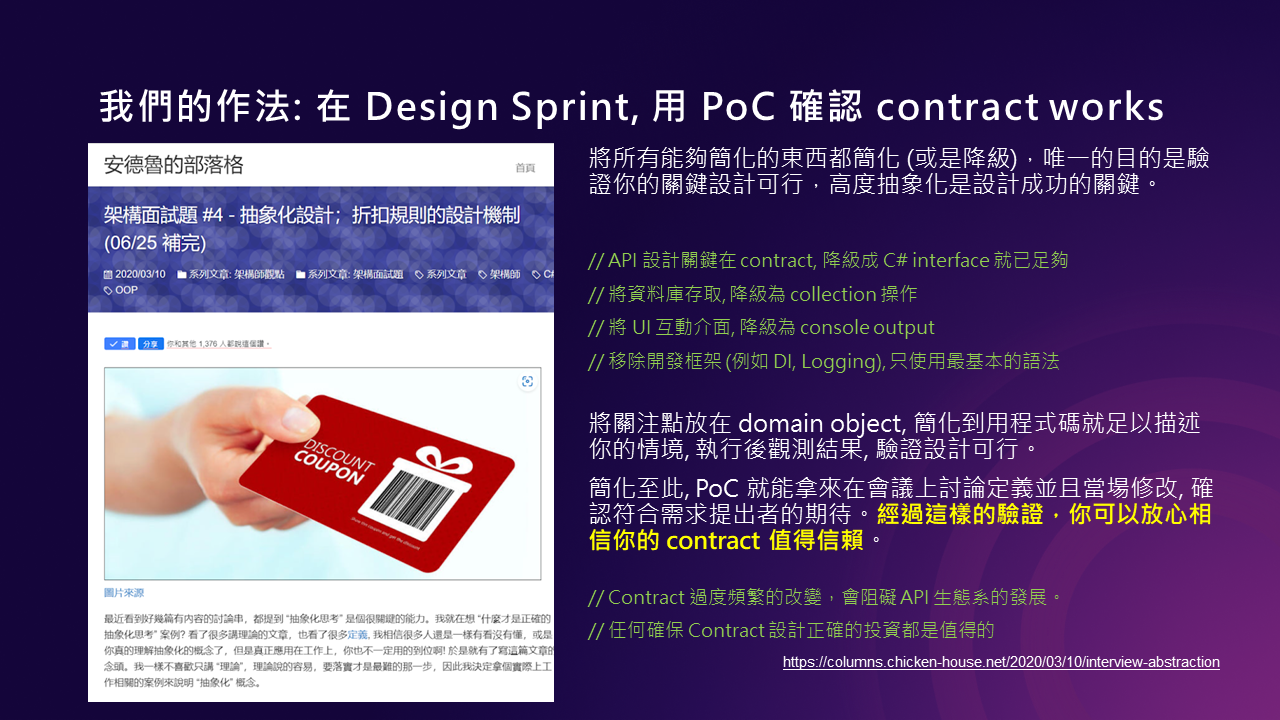 我們的作法: 在 Design Sprint, 用 PoC 確認 contract works
安德魯的部落格
首頁
架構面試題 #4 - 抽象化設計；折扣規則的設計機制
(06/25 補完)
2020/03/10 系列文章: 架構師觀點 系列文章: 架構面試題 系列文章 架構師 C#
OOP
讚 分享 你和其他 1,376 人都說這個讚。
DISCOUNT
COUPON
圖片來源
最近看到好幾篇有內容的討論串，都提到 “抽象化思考” 是個很關鍵的能力。我就在想 “什麼才是正確的
抽象化思考” 案例? 看了很多講理論的文章，也看了很多定義, 我相信很多人還是一樣有看沒有懂，或是
你真的理解抽象化的概念了，但是真正應用在工作上，你也不一定用的到位啊! 於是就有了寫這篇文章的
念頭。我一樣不喜歡只講 “理論”，理論說的容易，要落實才是最難的那一步，因此我決定拿個實際上工
作相關的案例來說明 “抽象化” 概念。
將所有能夠簡化的東西都簡化 (或是降級)，唯一的目的是驗
證你的關鍵設計可行，高度抽象化是設計成功的關鍵。
// API 設計關鍵在 contract, 降級成 C# interface 就已足夠
// 將資料庫存取, 降級為 collection 操作
// 將 UI 互動介面, 降級為 console output
// 移除開發框架 (例如 DI, Logging), 只使用最基本的語法
將關注點放在 domain object, 簡化到用程式碼就足以描述
你的情境, 執行後觀測結果, 驗證設計可行。
簡化至此, PoC 就能拿來在會議上討論定義並且當場修改, 確
認符合需求提出者的期待。經過這樣的驗證，你可以放心相
信你的 contract 值得信賴。
// Contract 過度頻繁的改變，會阻礙 API 生態系的發展。
// 任何確保 Contract 設計正確的投資都是值得的
https://columns.chicken-house.net/2020/03/10/interview-abstraction